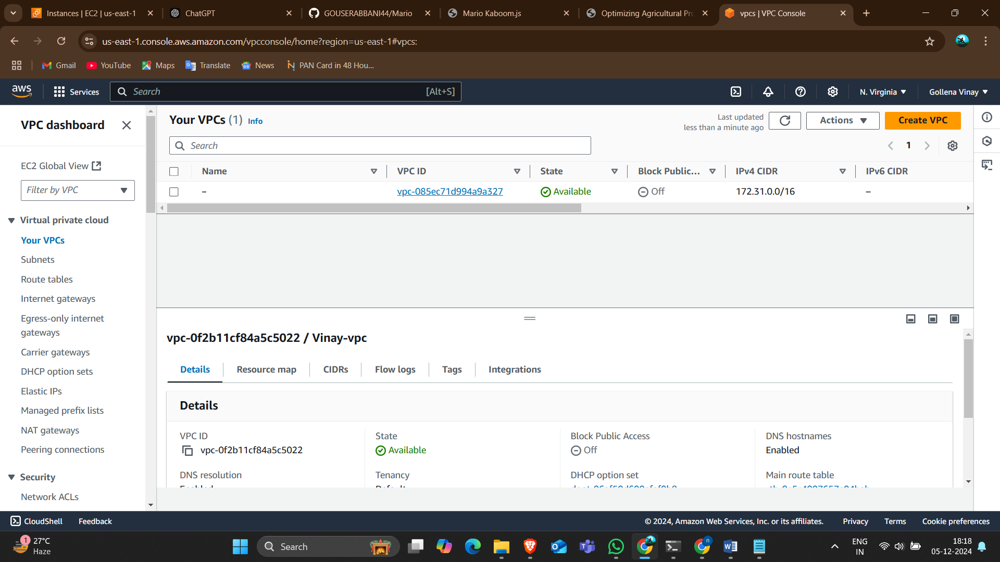 Instances | EC2 | us-east-1
ChatGPT
GOUSERABBANI44/Mario
Mario Kaboom.js
Optimizing Agricultural Pro
vpcs | VPC Console
us-east-1.console.aws.amazon.com/vpcconsole/home?region=us-east-1#vpcs:
Gmail
YouTube
Maps
Translate
News
PAN Card in 48 Hou...
aws
Services
Search
[Alt+S]
N. Virginia
Gollena Vinay
VPC dashboard
EC2 Global View
Filter by VPC
Virtual private cloud
Your VPCs
Subnets
Route tables
Internet gateways
Egress-only internet
gateways
Carrier gateways
DHCP option sets
Elastic IPs
Managed prefix lists
NAT gateways
Peering connections
Security
Network ACLs
Your VPCs (1) Info
Last updated
less than a minute ago
Actions
Create VPC
Search
1
Name
VPC ID
State
Block Public...
IPv4 CIDR
IPv6 CIDR
–
vpc-085ec71d994a9a327
Available
Off
172.31.0.0/16
–
vpc-0f2b11cf84a5c5022 / Vinay-vpc
Details
Resource map
CIDRs
Flow logs
Tags
Integrations
Details
VPC ID
vpc-0f2b11cf84a5c5022
State
Available
Block Public Access
Off
DNS hostnames
Enabled
DNS resolution
Enabled
Tenancy
Default
DHCP option set
Main route table
CloudShell
Feedback
© 2024, Amazon Web Services, Inc. or its affiliates.
Privacy
Terms
Cookie preferences
1
27°C
Haze
Search
n
ENG
IN
18:18
05-12-2024